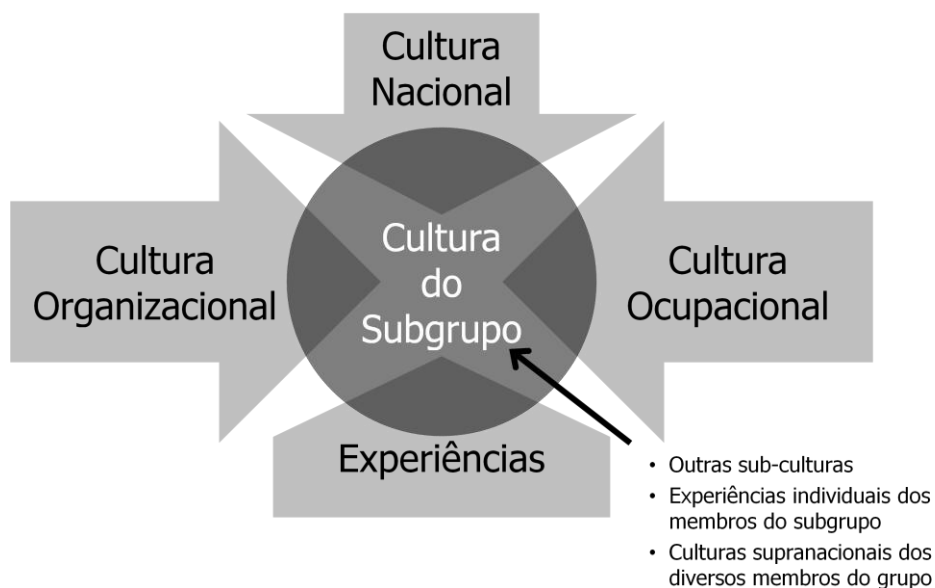 Cultura
Nacional
Cultura
Organizacional
Cultura
do
Subgrupo
Cultura
Ocupacional
Experiências
• Outras sub-culturas
• Experiências individuais dos
membros do subgrupo
• Culturas supranacionais dos
diversos membros do grupo